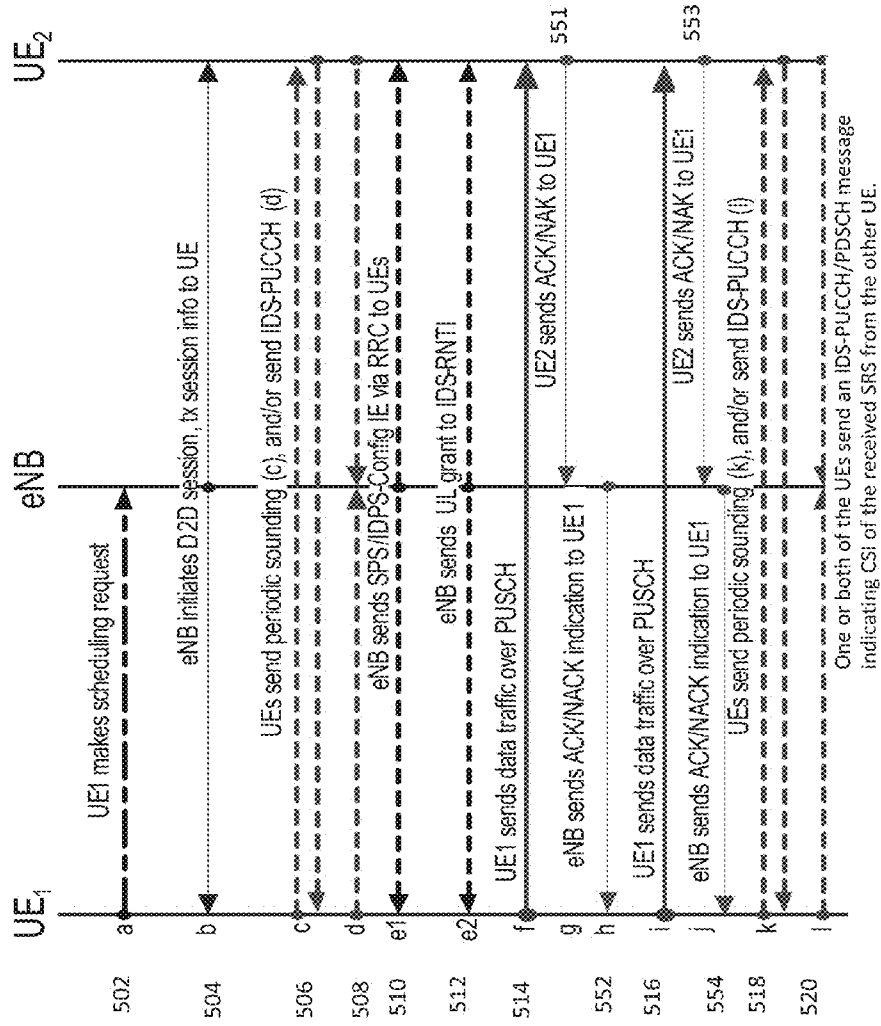 UE1
eNB
UE2
502
a
UE1 makes scheduling request
504
b
eNB initiates D2D session, tx session info to UE
506
c
UEs send periodic sounding (c), and/or send IDS-PUCCH (d)
508
d
510
e1
eNB sends SPS/IDPS-Config IE via RRC to UEs
512
e2
eNB sends UL grant to IDS-RNTI
514
f
UE1 sends data traffic over PUSCH
g
UE2 sends ACK/NAK to UE1
551
552
h
eNB sends ACK/NACK indication to UE1
516
i
UE1 sends data traffic over PUSCH
j
UE2 sends ACK/NAK to UE1
553
554
eNB sends ACK/NACK indication to UE1
518
k
UEs send periodic sounding (k), and/or send IDS-PUCCH (l)
520
l
One or both of the UEs send an IDS-PUCCH/PDSCH message
indicating CSI of the received SRS from the other UE.